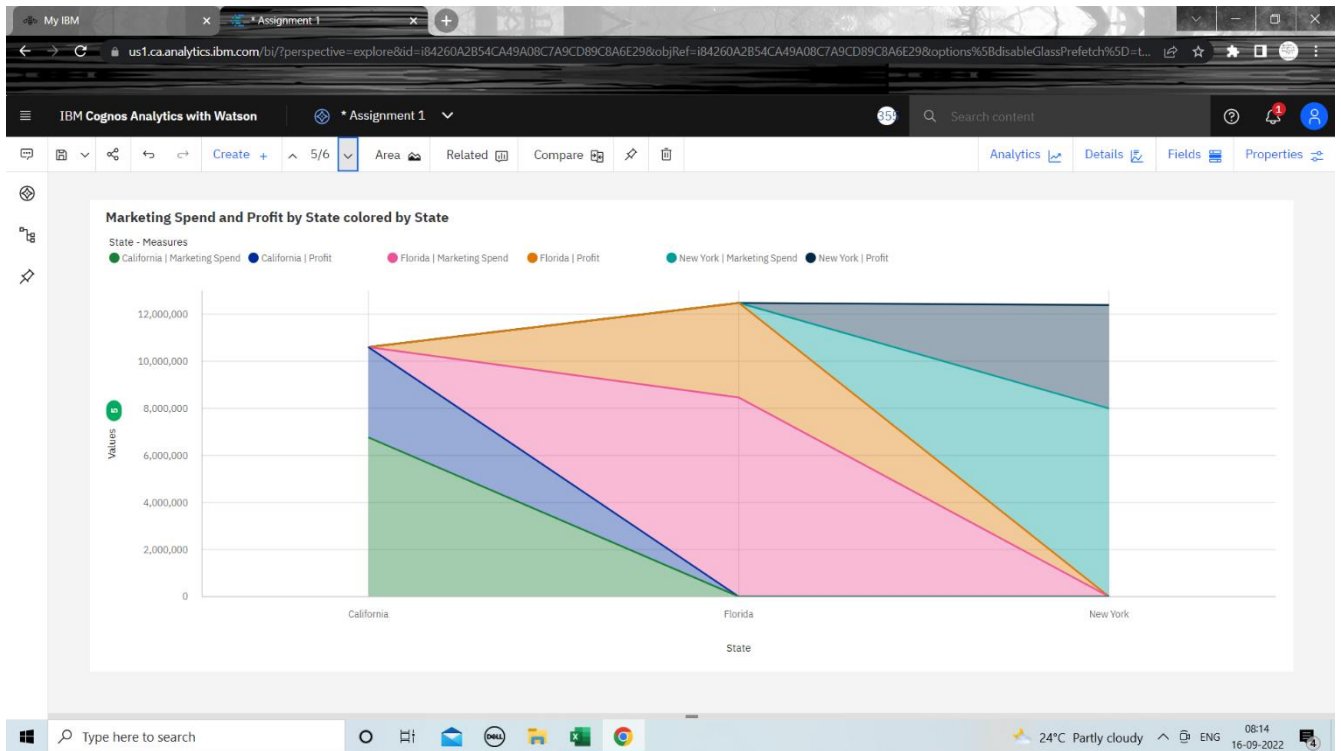 My IBM
* Assignment 1
us1.ca.analytics.ibm.com/bi/?perspective=explore&id=i84260A2B54CA49A08C7A9CD89C8A6E29&objRef=i84260A2B54CA49A08C7A9CD89C8A6E29&options%5BdisableGlassPrefetch%5D=t...
IBM Cognos Analytics with Watson
* Assignment 1
359
Search content
1
Create +
5/6
Area
Related
Compare
Analytics
Details
Fields
Properties
Marketing Spend and Profit by State colored by State
State - Measures
California | Marketing Spend California | Profit Florida | Marketing Spend Florida | Profit New York | Marketing Spend New York | Profit
12,000,000
10,000,000
8,000,000
6,000,000
4,000,000
2,000,000
0
Values
California
Florida
New York
State
Type here to search
DELL
24°C Partly cloudy
ENG
08:14
16-09-2022
4